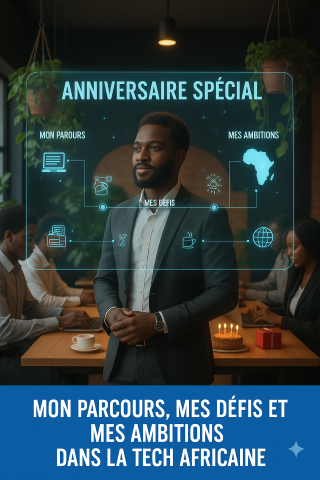 ANNIVERSAIRE SPÉCIAL
MON PARCOURS
MES AMBITIONS
MES DÉFIS
MON PARCOURS, MES DÉFIS ET
MES AMBITIONS
DANS LA TECH AFRICAINE